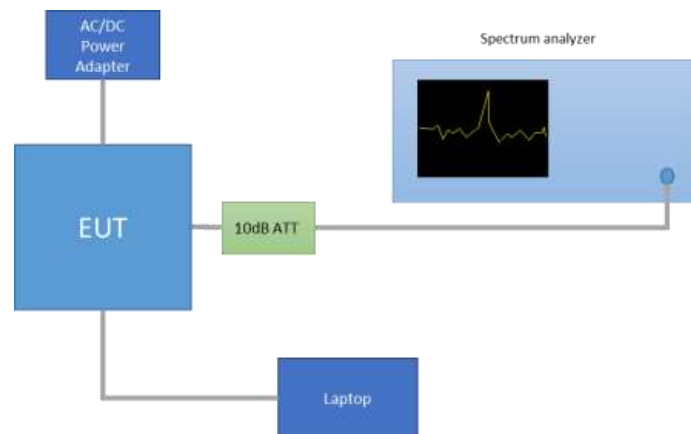 AC/DC
Power
Adapter
Spectrum analyzer
EUT
10dB ATT
Laptop